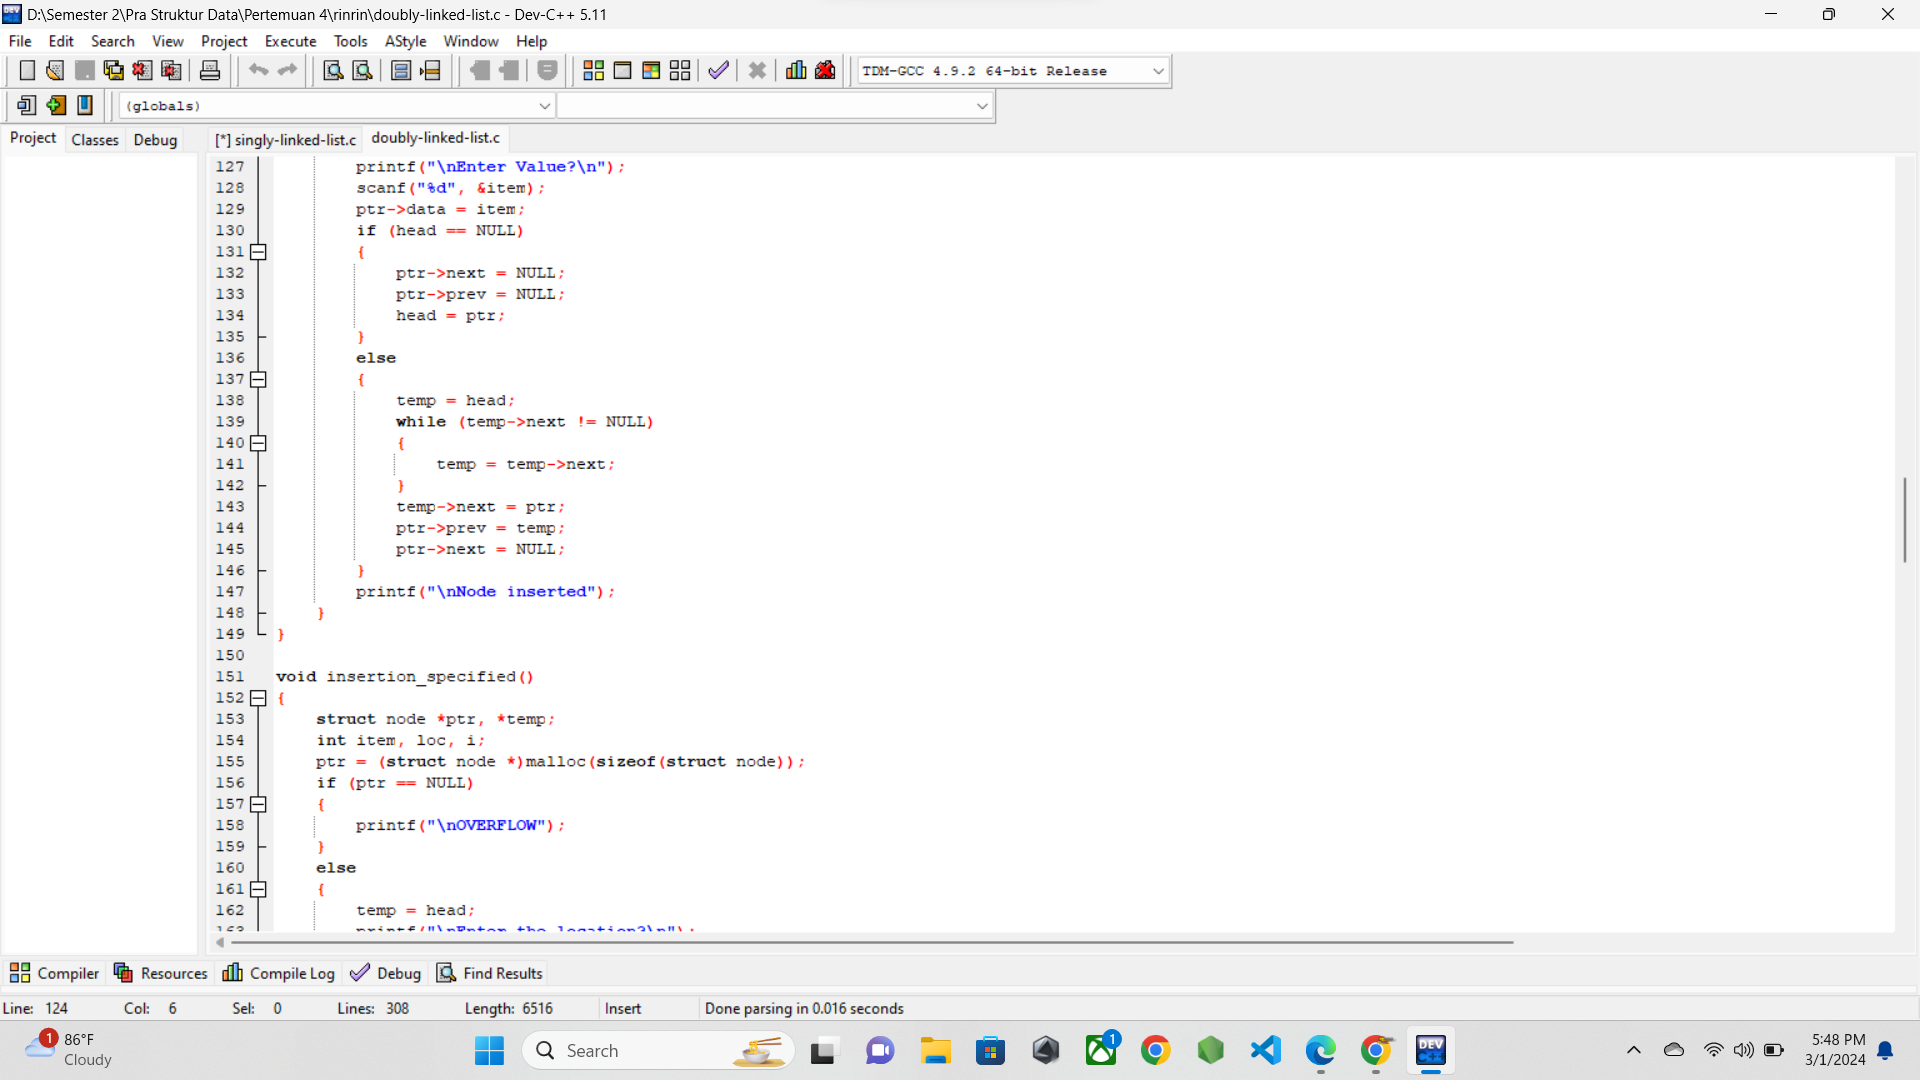 D:\Semester 2\Pra Struktur Data\Pertemuan 4\rinrin\doubly-linked-list.c - Dev-C++ 5.11
File Edit Search View Project Execute Tools AStyle Window Help
TDM-GCC 4.9.2 64-bit Release
(globals)
Project Classes Debug [*] singly-linked-list.c doubly-linked-list.c
127 printf("\nEnter Value?\n");
128 scanf("%d", &item);
129 ptr->data = item;
130 if (head == NULL)
131 {
132 ptr->next = NULL;
133 ptr->prev = NULL;
134 head = ptr;
135 }
136 else
137 {
138 temp = head;
139 while (temp->next != NULL)
140 {
141 temp = temp->next;
142 }
143 temp->next = ptr;
144 ptr->prev = temp;
145 ptr->next = NULL;
146 }
147 printf("\nNode inserted");
148 }
149 }
150
151 void insertion_specified()
152 {
153 struct node *ptr, *temp;
154 int item, loc, i;
155 ptr = (struct node *)malloc(sizeof(struct node));
156 if (ptr == NULL)
157 {
158 printf("\nOVERFLOW");
159 }
160 else
161 {
162 temp = head;
163 printf("\nEnter the location?\n");
Compiler Resources Compile Log Debug Find Results
Line: 124 Col: 6 Sel: 0 Lines: 308 Length: 6516 Insert Done parsing in 0.016 seconds
1 86°F
Cloudy
Search
1
DEV C++
5:48 PM
3/1/2024